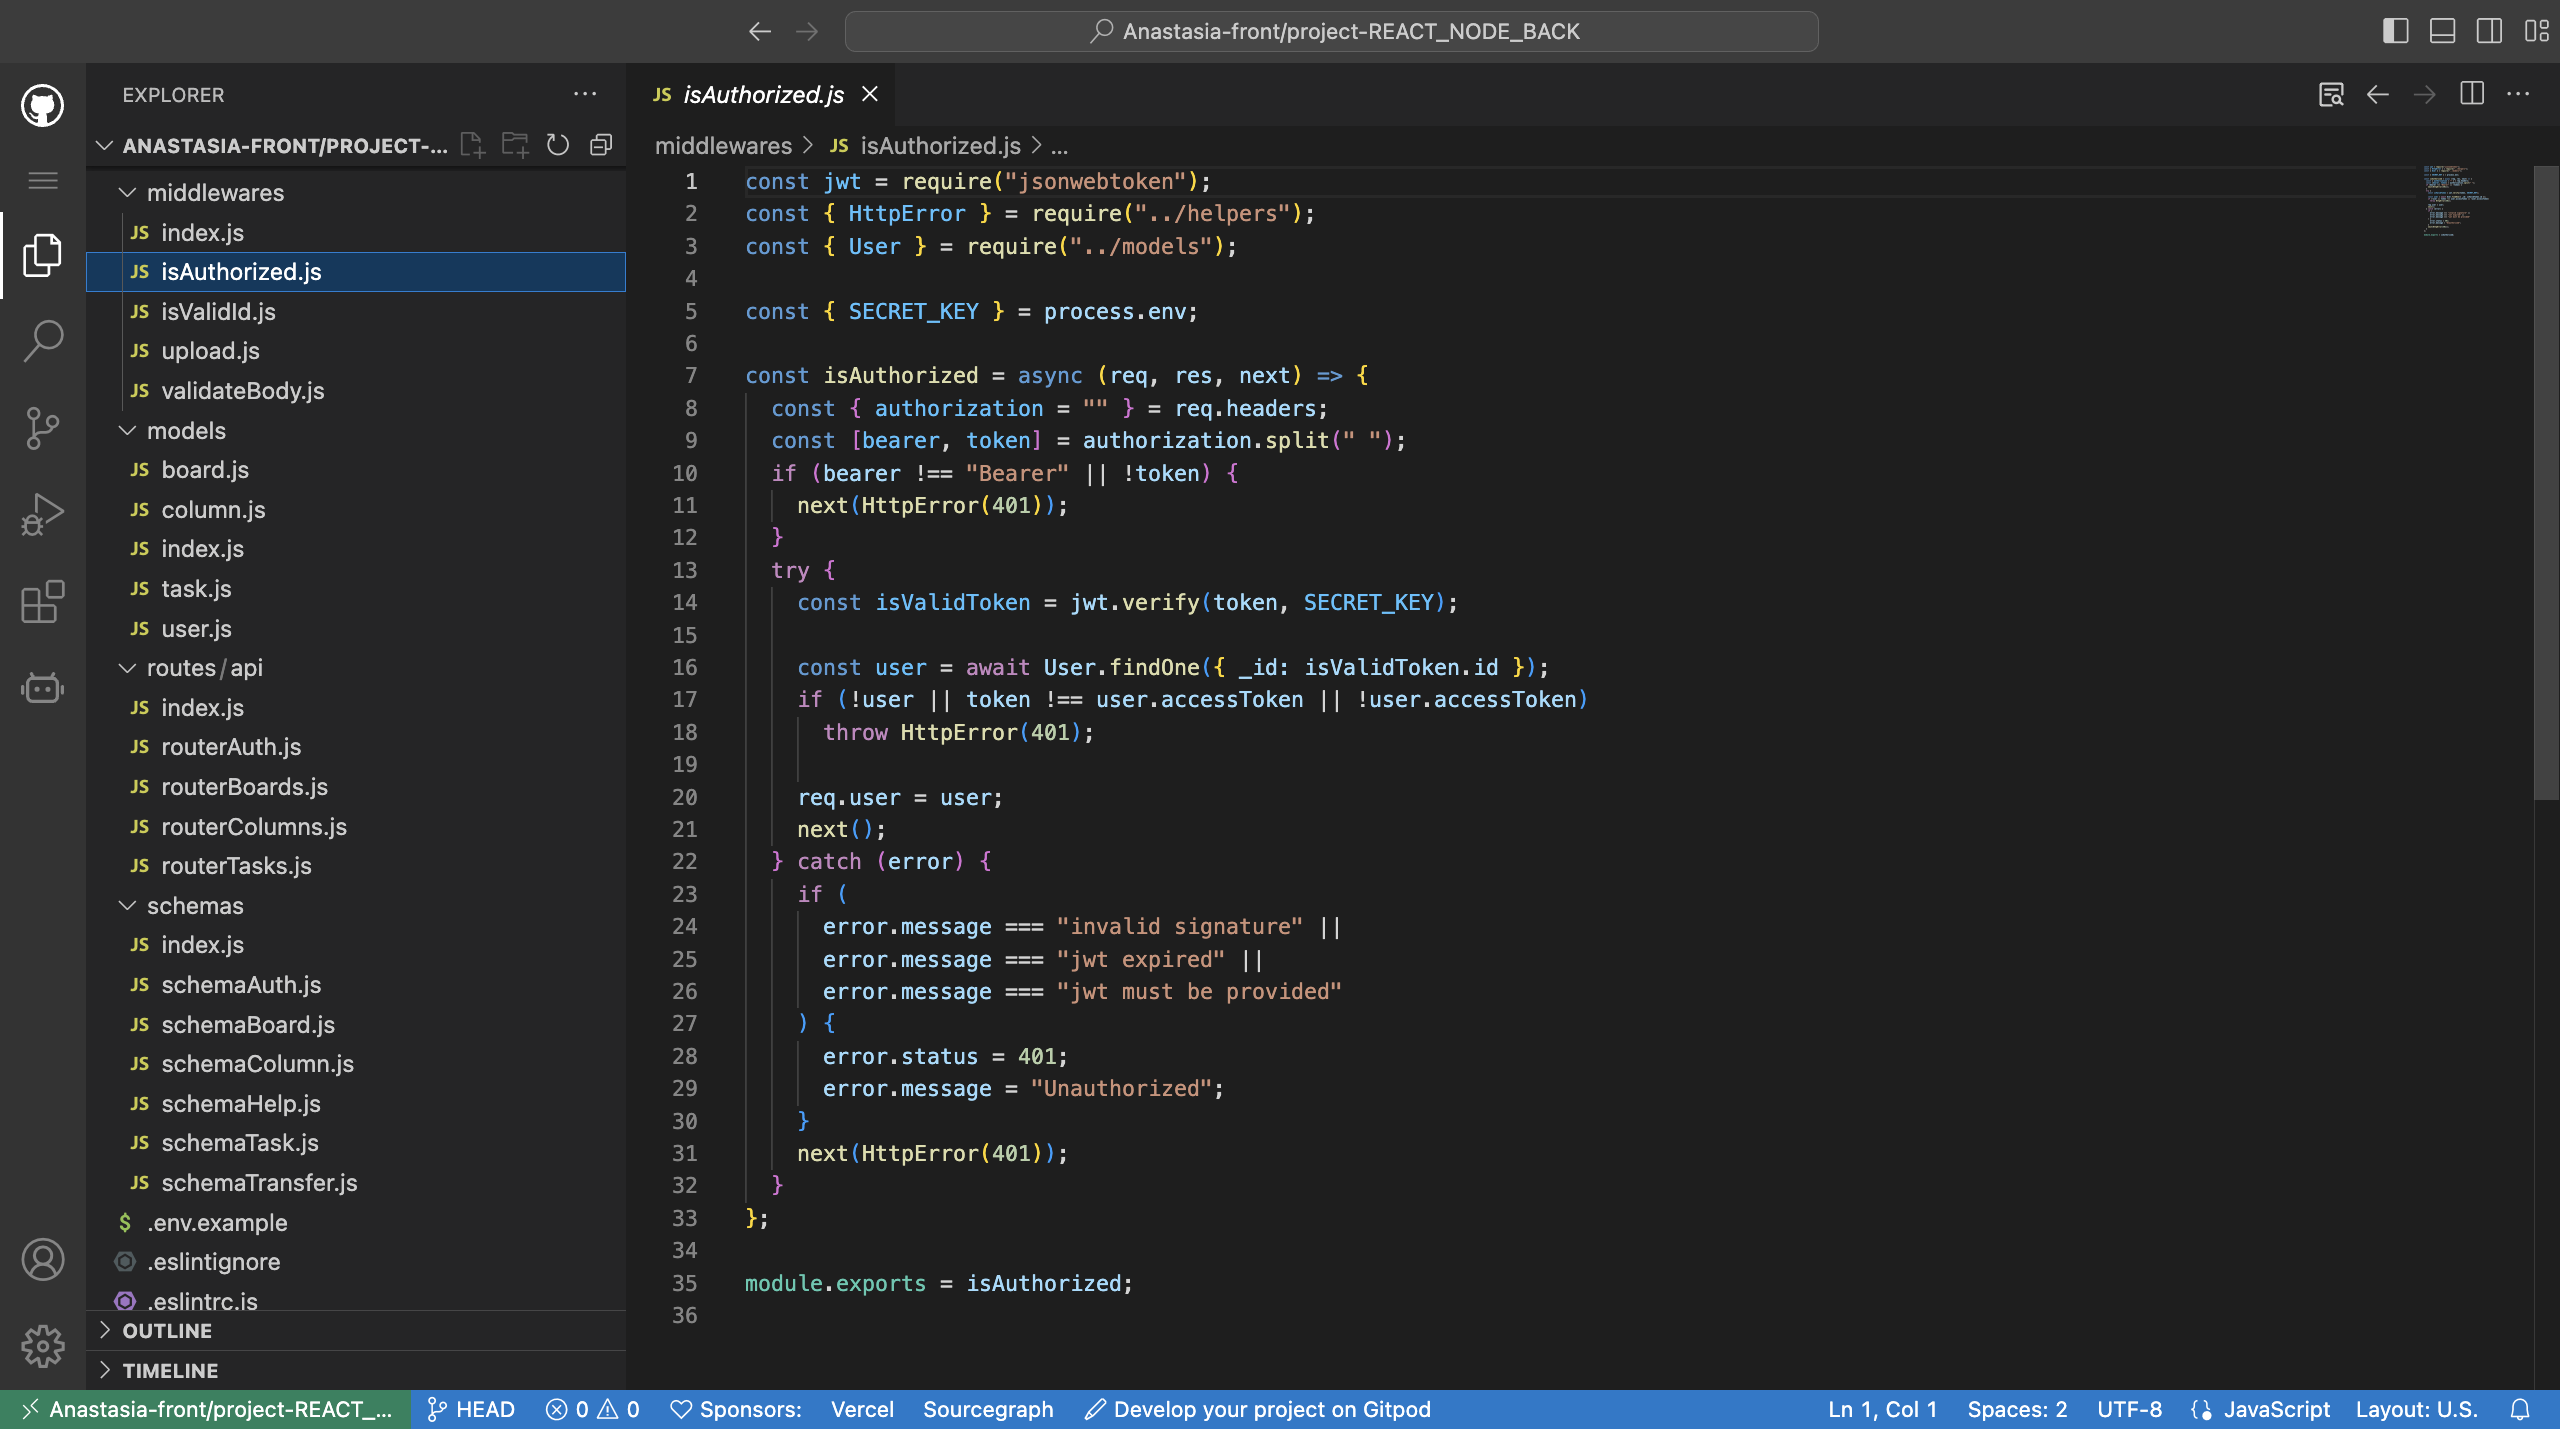 Anastasia-front/project-REACT_NODE_BACK
EXPLORER
ANASTASIA-FRONT/PROJECT-...
middlewares
JS index.js
JS isAuthorized.js
JS isValidId.js
JS upload.js
JS validateBody.js
models
JS board.js
JS column.js
JS index.js
JS task.js
JS user.js
routes/api
JS index.js
JS routerAuth.js
JS routerBoards.js
JS routerColumns.js
JS routerTasks.js
schemas
JS index.js
JS schemaAuth.js
JS schemaBoard.js
JS schemaColumn.js
JS schemaHelp.js
JS schemaTask.js
JS schemaTransfer.js
$ .env.example
.eslintignore
.eslintrc.js
OUTLINE
TIMELINE
JS isAuthorized.js
middlewares > JS isAuthorized.js > ...
1 const jwt = require("jsonwebtoken");
2 const { HttpError } = require("../helpers");
3 const { User } = require("../models");
4
5 const { SECRET_KEY } = process.env;
6
7 const isAuthorized = async (req, res, next) => {
8 const { authorization = "" } = req.headers;
9 const [bearer, token] = authorization.split(" ");
10 if (bearer !== "Bearer" || !token) {
11 next(HttpError(401));
12 }
13 try {
14 const isValidToken = jwt.verify(token, SECRET_KEY);
15
16 const user = await User.findOne({ _id: isValidToken.id });
17 if (!user || token !== user.accessToken || !user.accessToken)
18 throw HttpError(401);
19
20 req.user = user;
21 next();
22 } catch (error) {
23 if (
24 error.message === "invalid signature" ||
25 error.message === "jwt expired" ||
26 error.message === "jwt must be provided"
27 ) {
28 error.status = 401;
29 error.message = "Unauthorized";
30 }
31 next(HttpError(401));
32 }
33 };
34
35 module.exports = isAuthorized;
36
Anastasia-front/project-REACT_... HEAD 0 0 Sponsors: Vercel Sourcegraph Develop your project on Gitpod Ln 1, Col 1 Spaces: 2 UTF-8 JavaScript Layout: U.S.